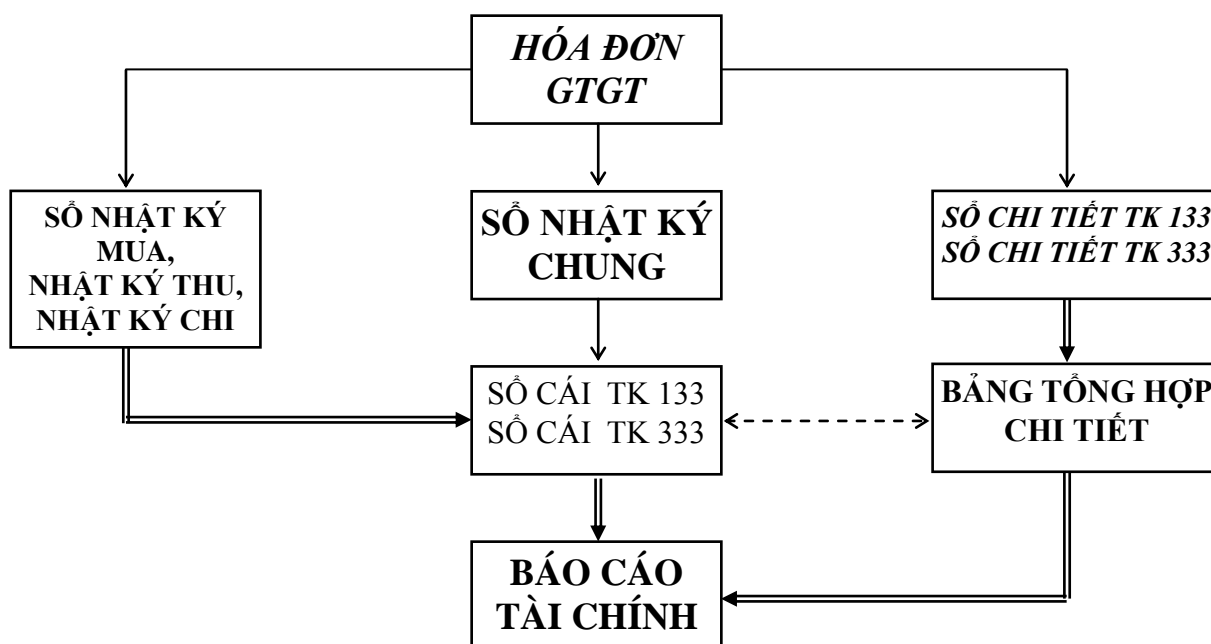 HÓA ĐƠN
GTGT
SỔ NHẬT KÝ
MUA,
NHẬT KÝ THU,
NHẬT KÝ CHI
SỔ NHẬT KÝ
CHUNG
SỔ CHI TIẾT TK 133
SỔ CHI TIẾT TK 333
SỔ CÁI TK 133
SỔ CÁI TK 333
BẢNG TỔNG HỢP
CHI TIẾT
BÁO CÁO
TÀI CHÍNH